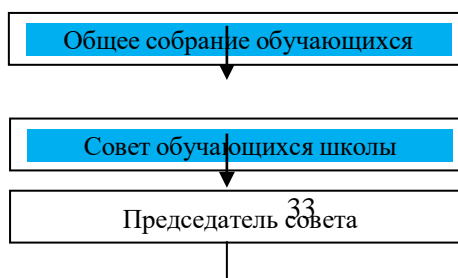 Общее собрание обучающихся
Совет обучающихся школы
33
Председатель совета